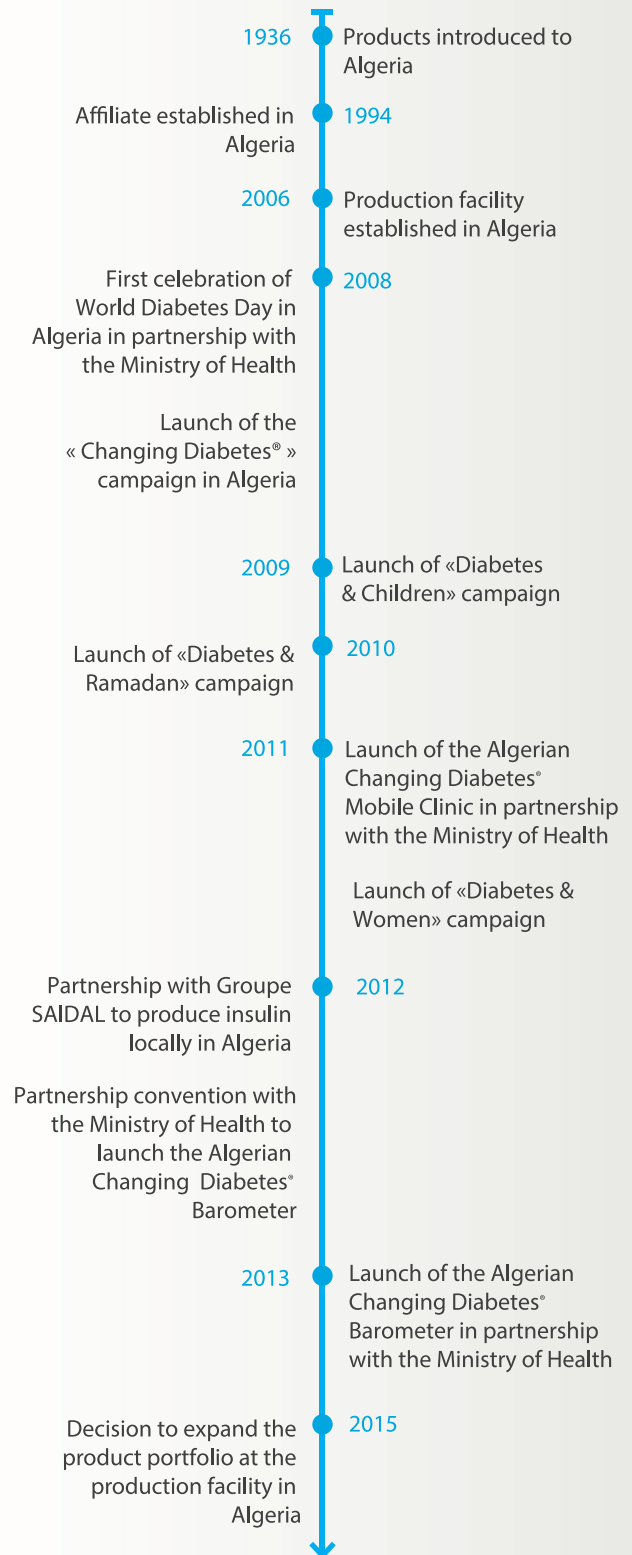 1936
Products introduced to
Algeria
Affiliate established in
Algeria
1994
2006
Production facility
established in Algeria
First celebration of
World Diabetes Day in
Algeria in partnership with
the Ministry of Health
2008
Launch of the
« Changing Diabetes® »
campaign in Algeria
2009
Launch of «Diabetes
& Children» campaign
Launch of «Diabetes &
Ramadan» campaign
2010
2011
Launch of the Algerian
Changing Diabetes®
Mobile Clinic in partnership
with the Ministry of Health
Launch of «Diabetes &
Women» campaign
Partnership with Groupe
SAIDAL to produce insulin
locally in Algeria
2012
Partnership convention with
the Ministry of Health to
launch the Algerian
Changing Diabetes®
Barometer
2013
Launch of the Algerian
Changing Diabetes®
Barometer in partnership
with the Ministry of Health
Decision to expand the
product portfolio at the
production facility in
Algeria
2015